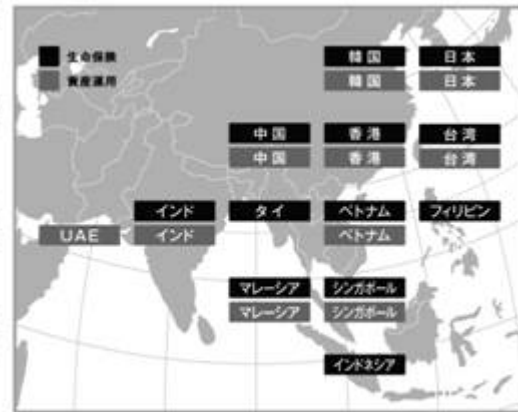 生命保険
資産運用
韓国 日本
韓国 日本
中国 香港 台湾
中国 香港 台湾
インド タイ ベトナム フィリピン
UAE インド ベトナム
マレーシア シンガポール
マレーシア シンガポール
インドネシア